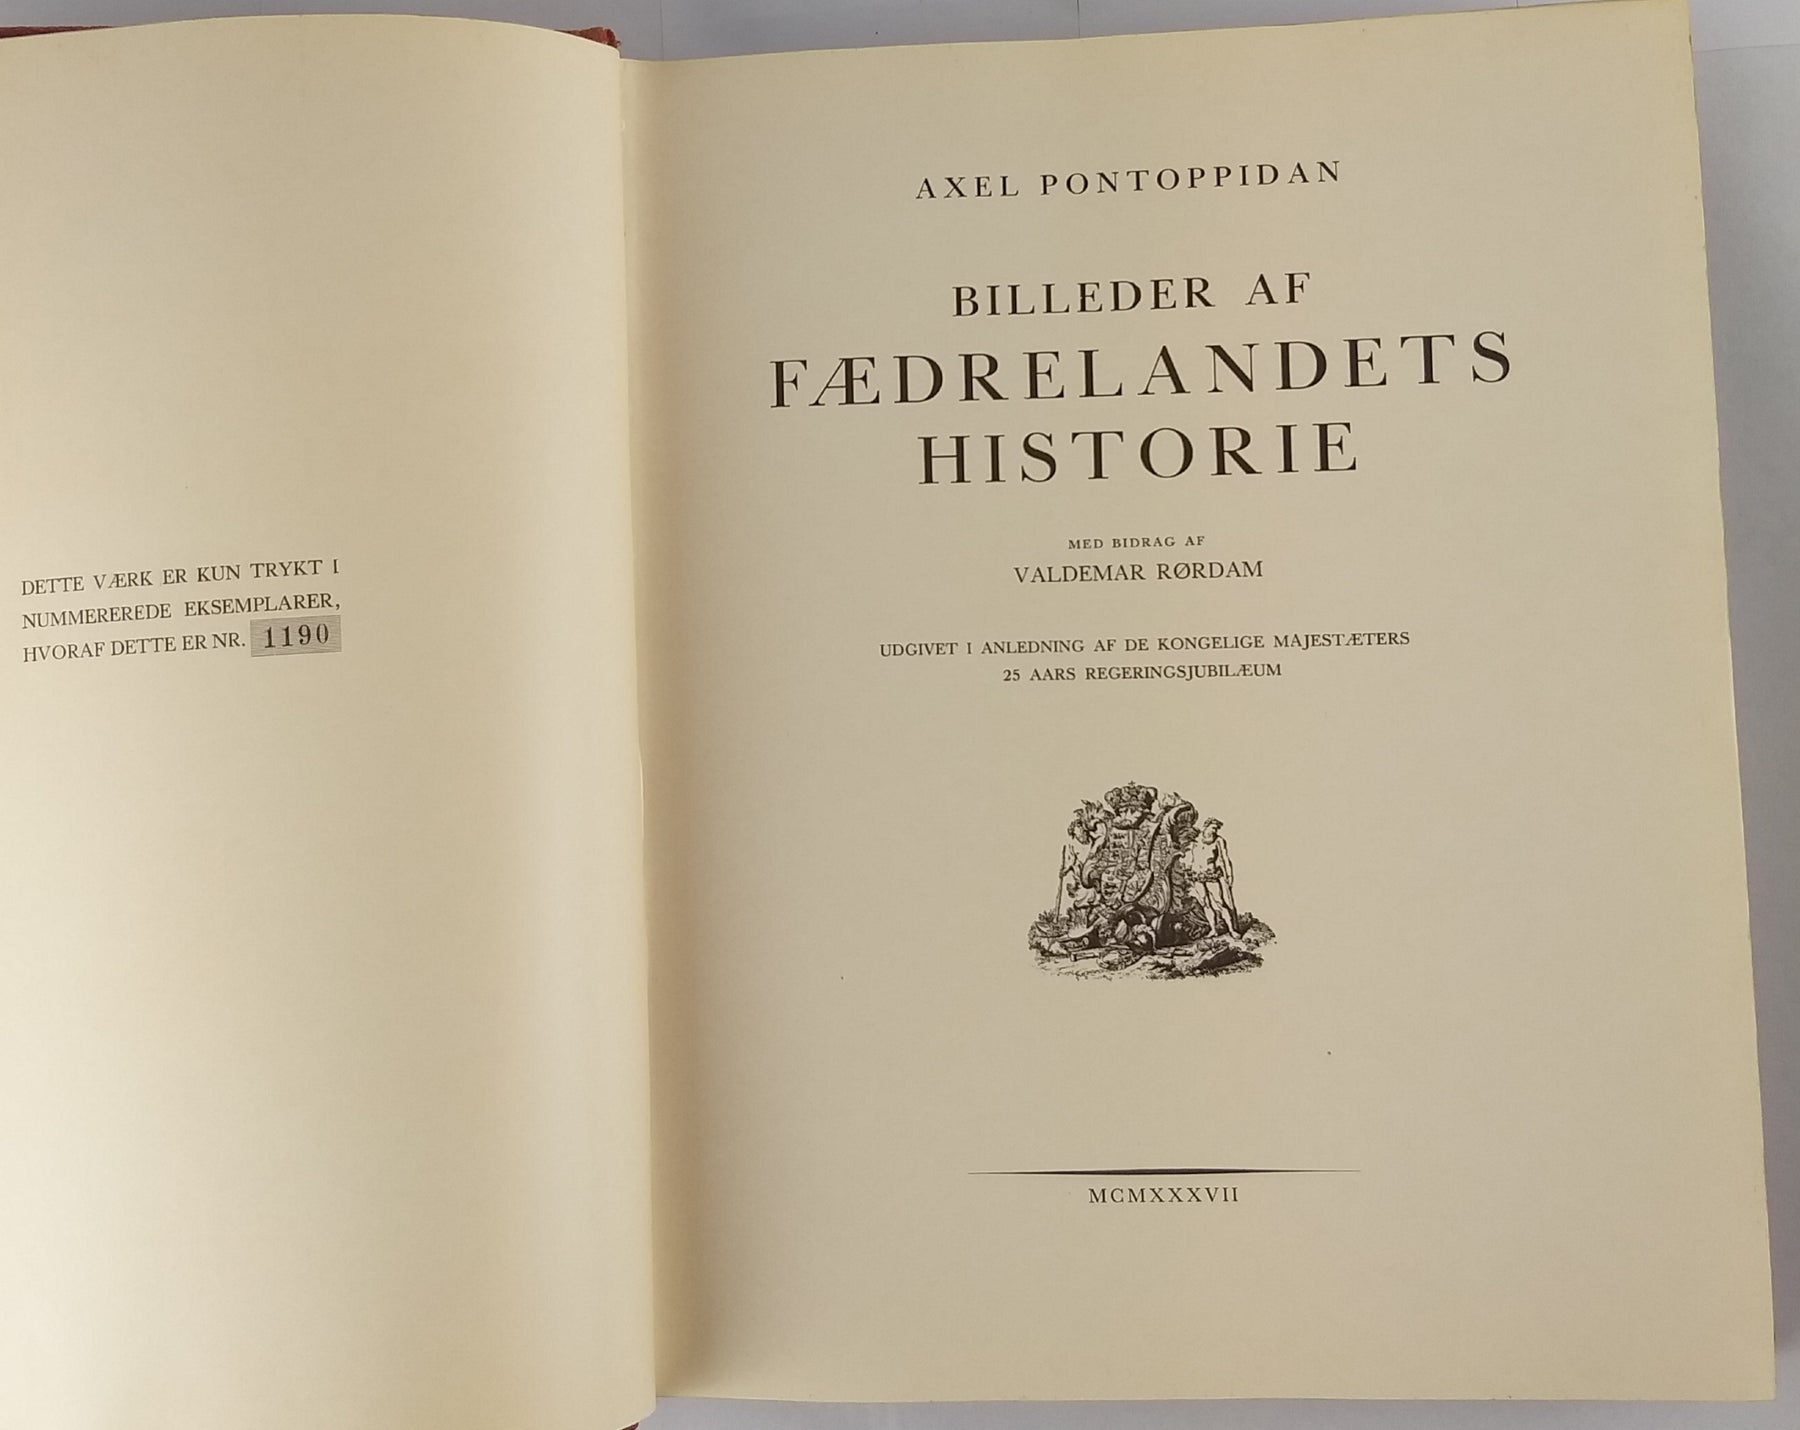 DETTE VÆRK ER KUN TRYKT I
NUMMEREREDE EKSEMPLARER,
HVORAF DETTE ER NR. 1190
AXEL PONTOPPIDAN
BILLEDER AF
FÆDRELANDETS
HISTORIE
MED BIDRAG AF
VALDEMAR RØRDAM
UDGIVET I ANLEDNING AF DE KONGELIGE MAJESTÆTERS
25 AARS REGERINGSJUBILÆUM
MCMXXXVII